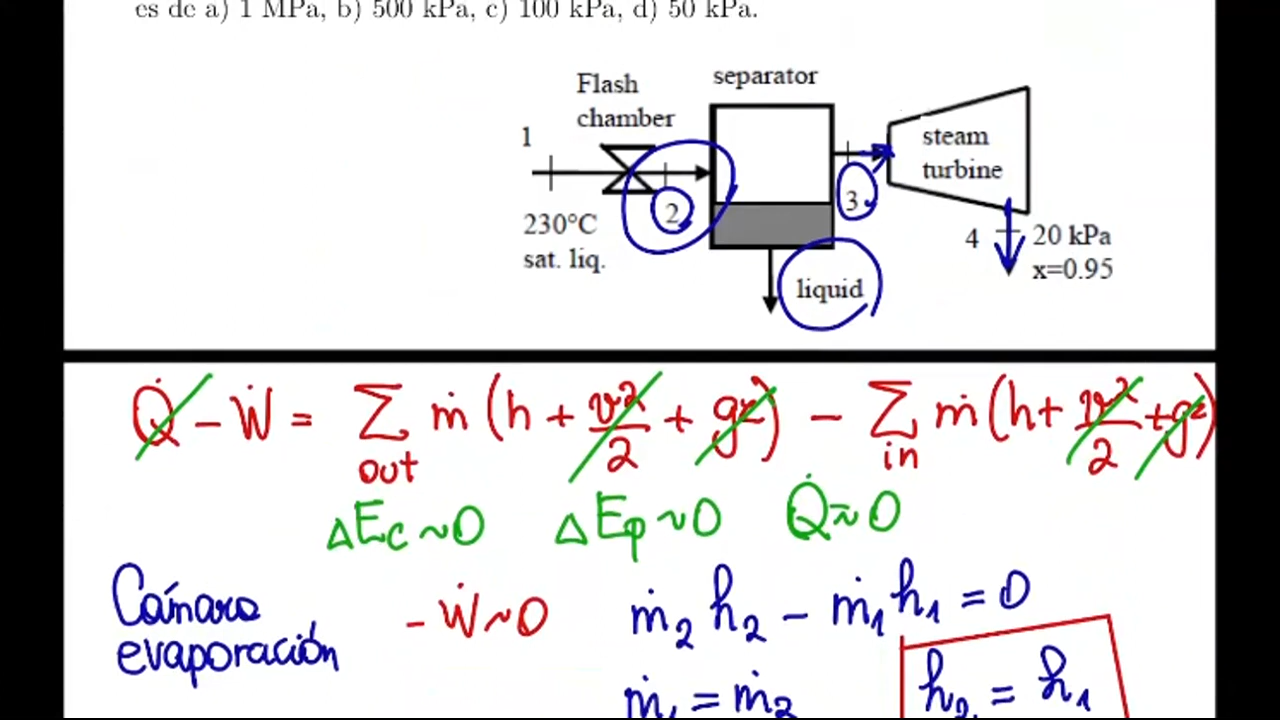 es de a) 1 MPa, b) 500 kPa, c) 100 kPa, d) 50 kPa.
Flash
chamber
separator
1
2
3
steam
turbine
230°C
sat. liq.
liquid
4
20 kPa
x=0.95
Q̇ - Ẇ = Σ out ṁ (h + v²/2 + gz) - Σ in ṁ (h + v²/2 + gz)
ΔEc ~ 0 ΔEp ~ 0 Q̇ ≈ 0
Cámara
evaporación
- Ẇ ~ 0
ṁ₂ h₂ - ṁ₁ h₁ = 0
ṁ₁ = ṁ₂
h₂ = h₁